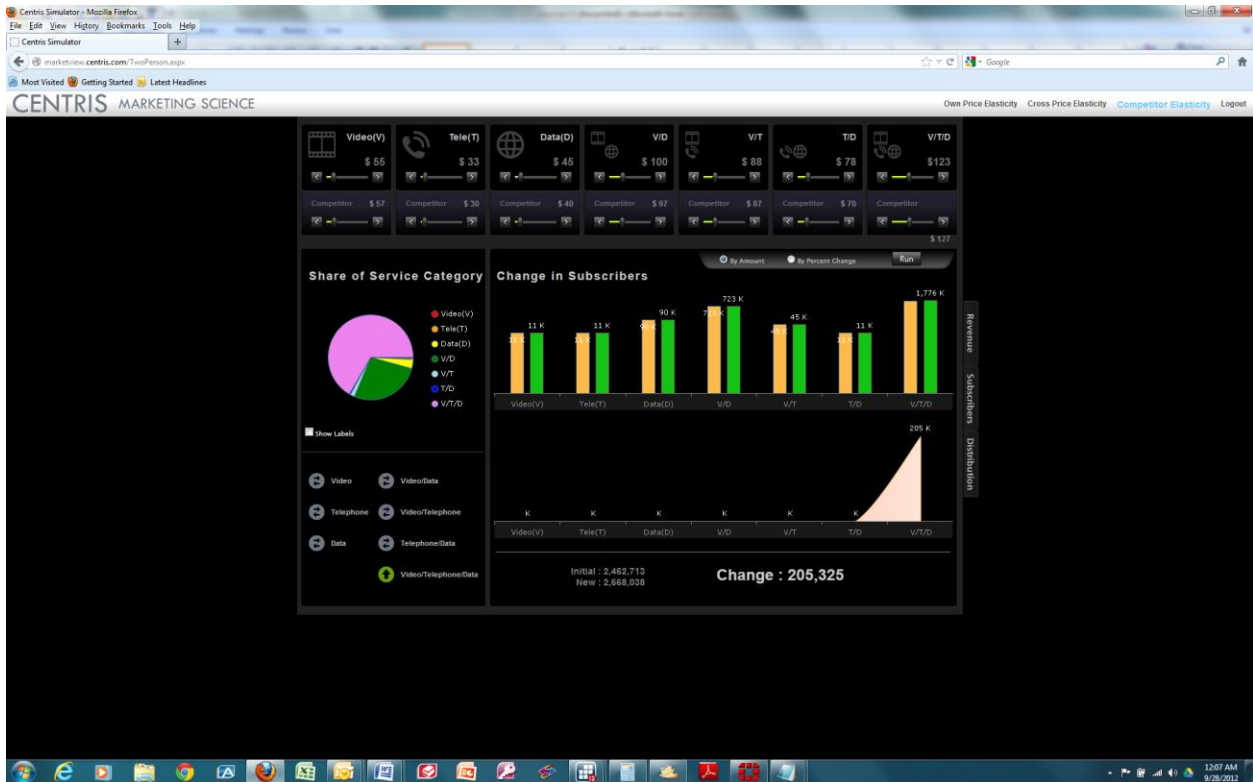 Centris Simulator - Mozilla Firefox
File Edit View History Bookmarks Tools Help
Centris Simulator
marketview.centris.com/TwoPerson.aspx
Google
Most Visited Getting Started Latest Headlines
CENTRIS MARKETING SCIENCE
Own Price Elasticity Cross Price Elasticity Competitor Elasticity Logout
Video(V) Tele(T) Data(D) V/D V/T T/D V/T/D
$ 55 $ 33 $ 45 $ 100 $ 88 $ 78 $123
Competitor $ 57 Competitor $ 30 Competitor $ 40 Competitor $ 97 Competitor $ 87 Competitor $ 70 Competitor
$ 127
By Amount By Percent Change Run
Share of Service Category
Video(V)
Tele(T)
Data(D)
V/D
V/T
T/D
V/T/D
Show Labels
Video Video/Data
Telephone Video/Telephone
Data Telephone/Data
Video/Telephone/Data
Change in Subscribers
11 K 11 K 90 K 723 K 45 K 11 K 1,776 K
11 K 11 K 90 K 723 K 45 K 11 K
Video(V) Tele(T) Data(D) V/D V/T T/D V/T/D
205 K
K K K K K K
Video(V) Tele(T) Data(D) V/D V/T T/D V/T/D
Initial : 2,462,713
New : 2,668,038
Change : 205,325
Revenue
Subscribers
Distribution
12:07 AM
9/28/2012